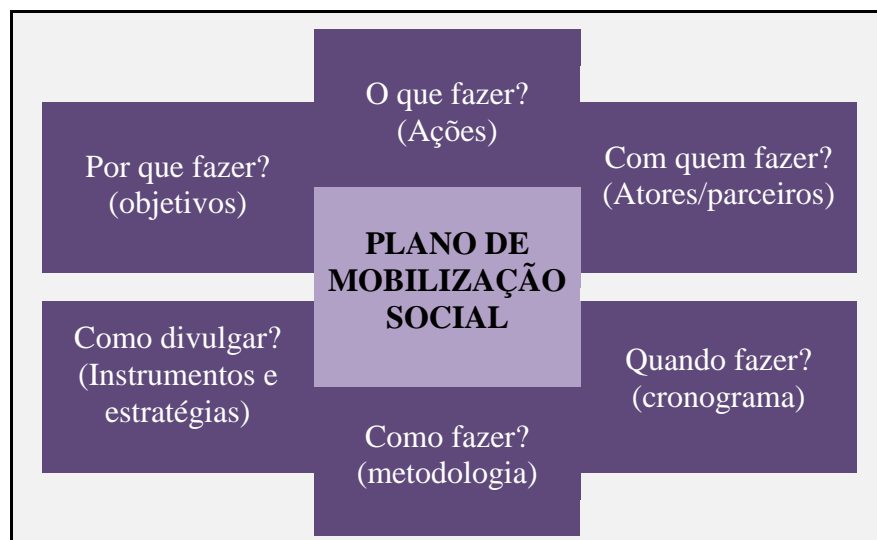 O que fazer?
(Ações)
Por que fazer?
(objetivos)
Com quem fazer?
(Atores/parceiros)
PLANO DE
MOBILIZAÇÃO
SOCIAL
Como divulgar?
(Instrumentos e
estratégias)
Quando fazer?
(cronograma)
Como fazer?
(metodologia)